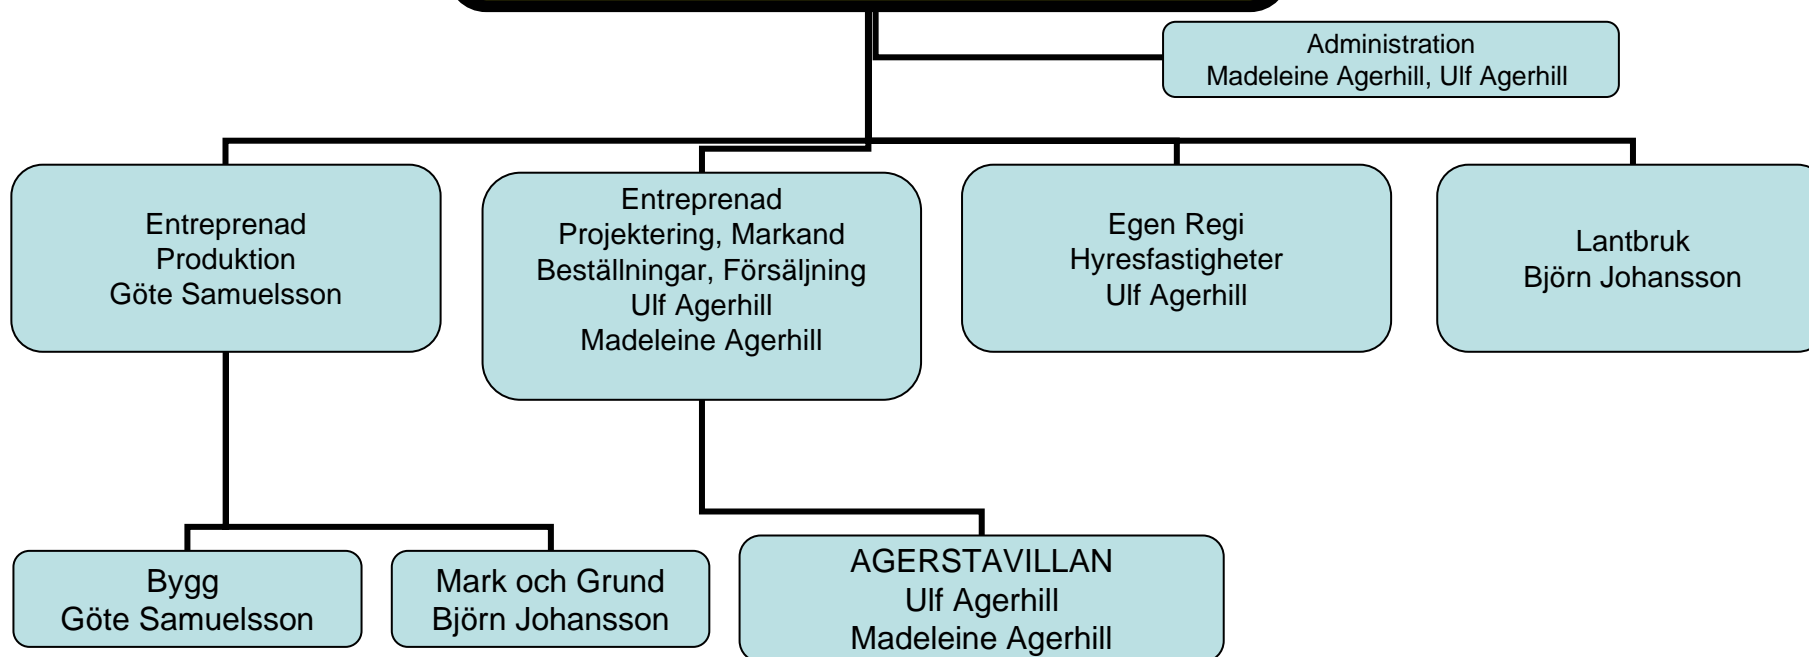 Administration
Madeleine Agerhill, Ulf Agerhill
Entreprenad
Produktion
Göte Samuelsson
Entreprenad
Projektering, Markand
Beställningar, Försäljning
Ulf Agerhill
Madeleine Agerhill
Egen Regi
Hyresfastigheter
Ulf Agerhill
Lantbruk
Björn Johansson
Bygg
Göte Samuelsson
Mark och Grund
Björn Johansson
AGERSTAVILLAN
Ulf Agerhill
Madeleine Agerhill